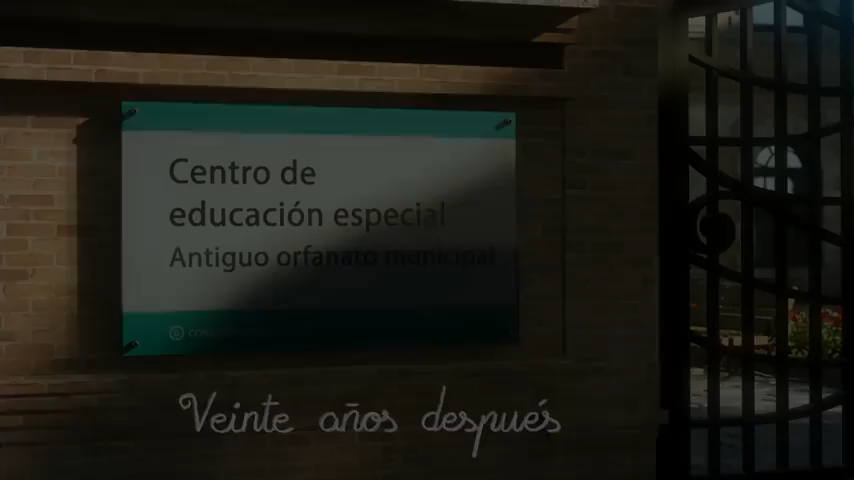 Centro de
educación especial
Antiguo orfanato municipal
Veinte años después